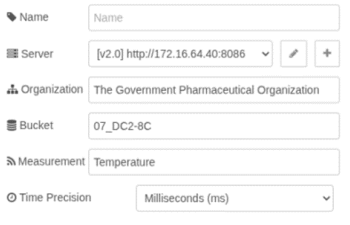 Name Name
Server [v2.0] http://172.16.64.40:8086
Organization The Government Pharmaceutical Organization
Bucket 07_DC2-8C
Measurement Temperature
Time Precision Milliseconds (ms)